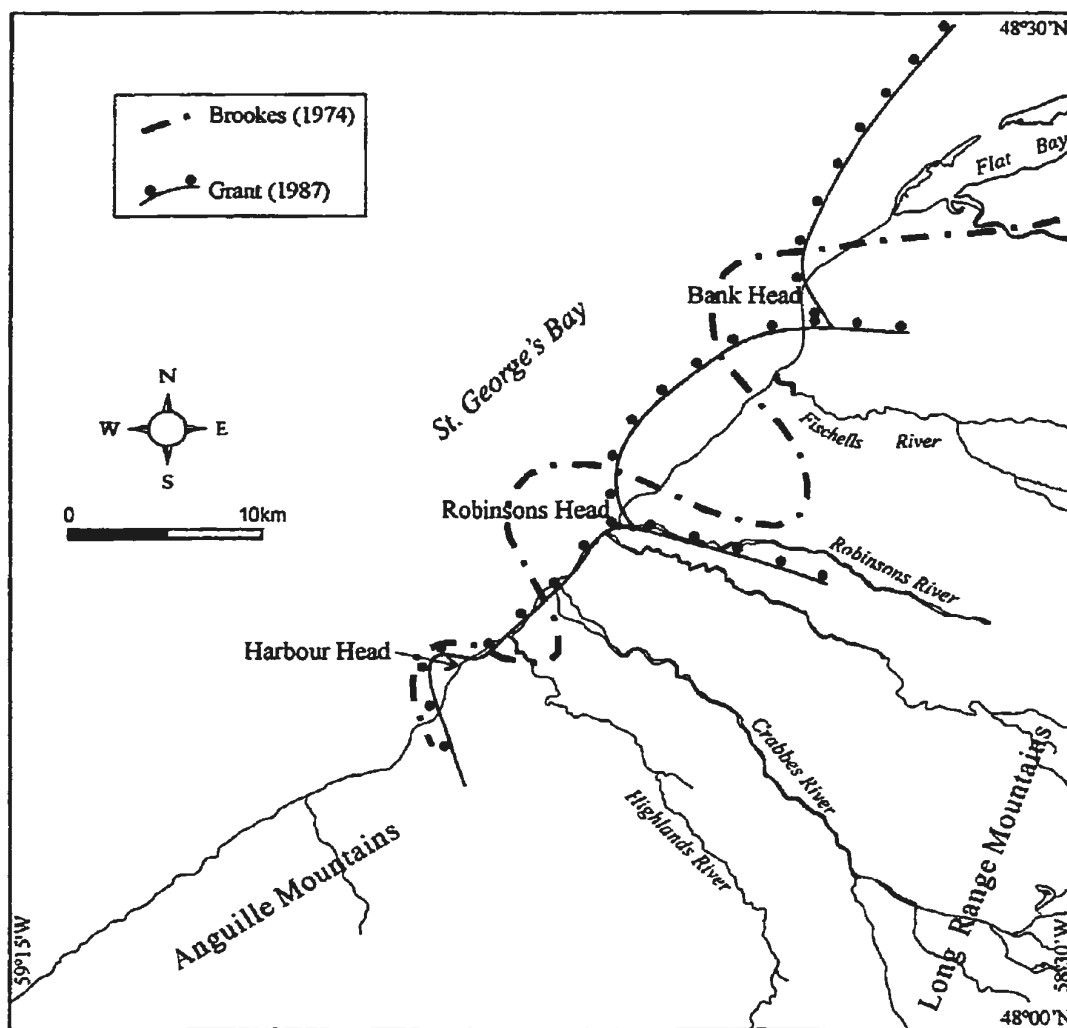 48°30'N
Brookes (1974)
Grant (1987)
Flat Bay
Bank Head
St. George's Bay
N
W E
S
Fischells River
0 10km
Robinsons Head
Robinsons River
Harbour Head
Crabbes River
Highlands River
Long Range Mountains
Anguille Mountains
59°15'W
58°30'W
48°00'N